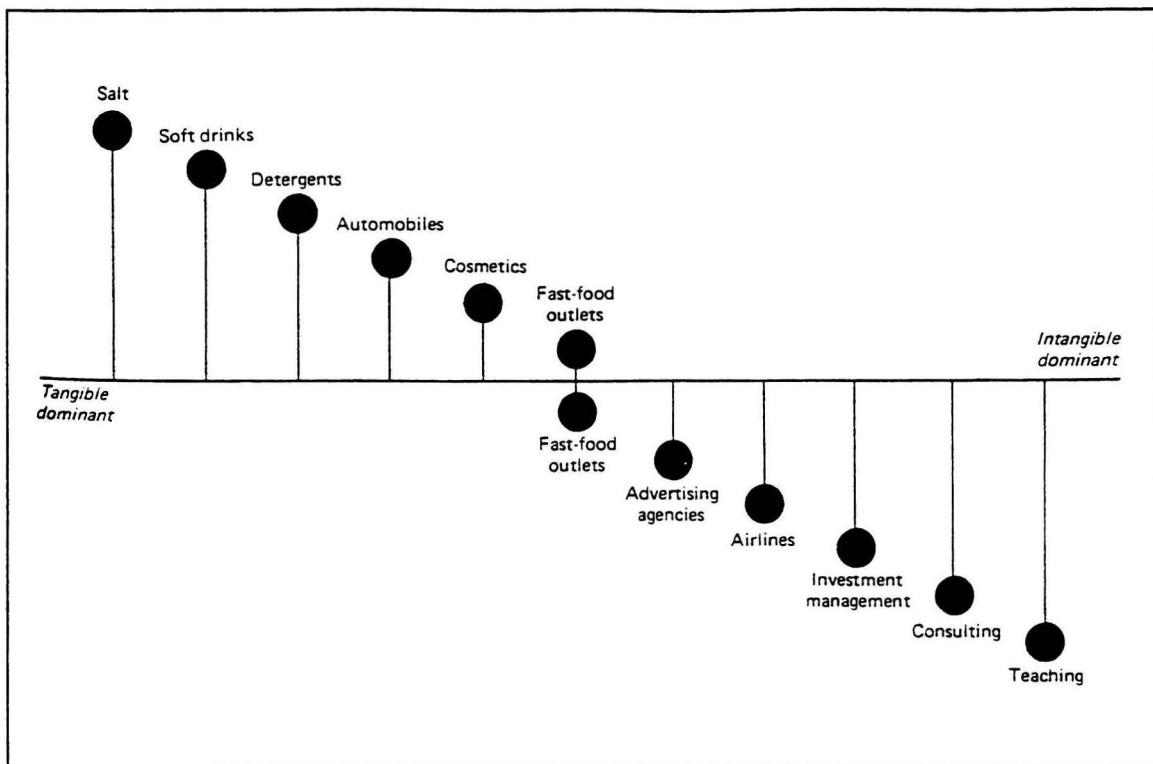 Salt
Soft drinks
Detergents
Automobiles
Cosmetics
Fast-food
outlets
Intangible
dominant
Tangible
dominant
Fast-food
outlets
Advertising
agencies
Airlines
Investment
management
Consulting
Teaching